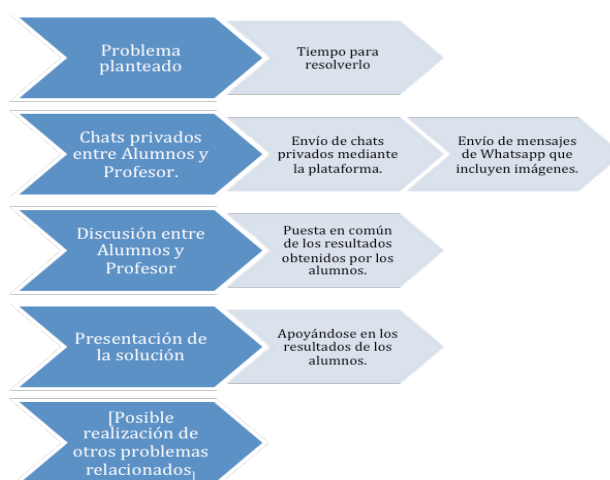 Problema
planteado
Tiempo para
resolverlo
Chats privados
entre Alumnos y
Profesor.
Envío de chats
privados mediante
la plataforma.
Envío de mensajes
de Whatsapp que
incluyen imágenes.
Discusión entre
Alumnos y
Profesor
Puesta en común
de los resultados
obtenidos por los
alumnos.
Presentación de
la solución
Apoyándose en los
resultados de los
alumnos.
[Posible
realización de
otros problemas
relacionados]